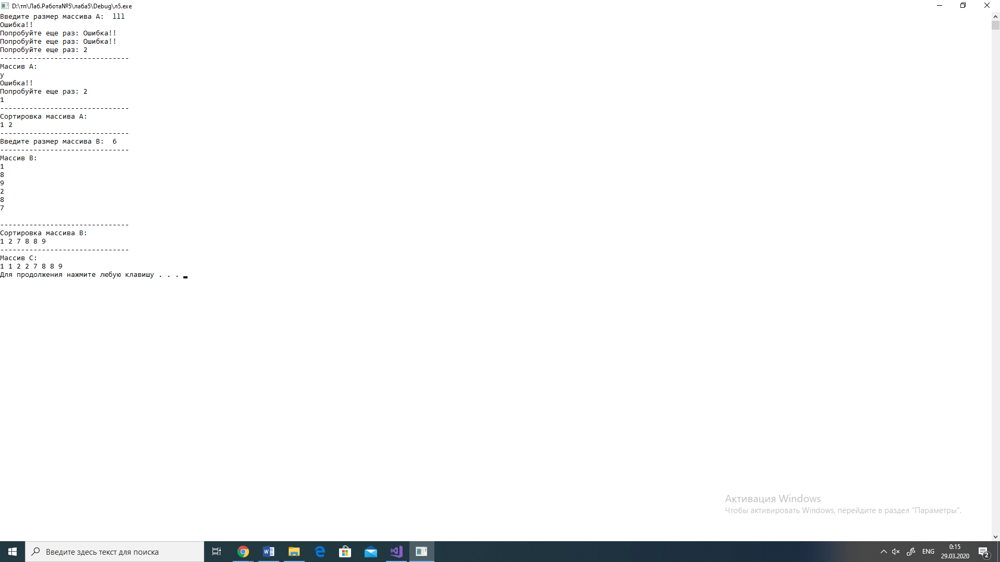 D:\тп\Лаб.Работа№5\лаба5\Debug\л5.exe
Введите размер массива A:  lll
Ошибка!!
Попробуйте еще раз: Ошибка!!
Попробуйте еще раз: Ошибка!!
Попробуйте еще раз: 2
-------------------------------
Массив A:
y
Ошибка!!
Попробуйте еще раз: 2
1
-------------------------------
Сортировка массива A:
1 2
-------------------------------
Введите размер массива B:  6
-------------------------------
Массив B:
1
8
9
2
8
7
-------------------------------
Сортировка массива B:
1 2 7 8 8 9
-------------------------------
Массив C:
1 1 2 2 7 8 8 9
Для продолжения нажмите любую клавишу . . .
Активация Windows
Чтобы активировать Windows, перейдите в раздел "Параметры".
Введите здесь текст для поиска
ENG
0:15
29.03.2020
2